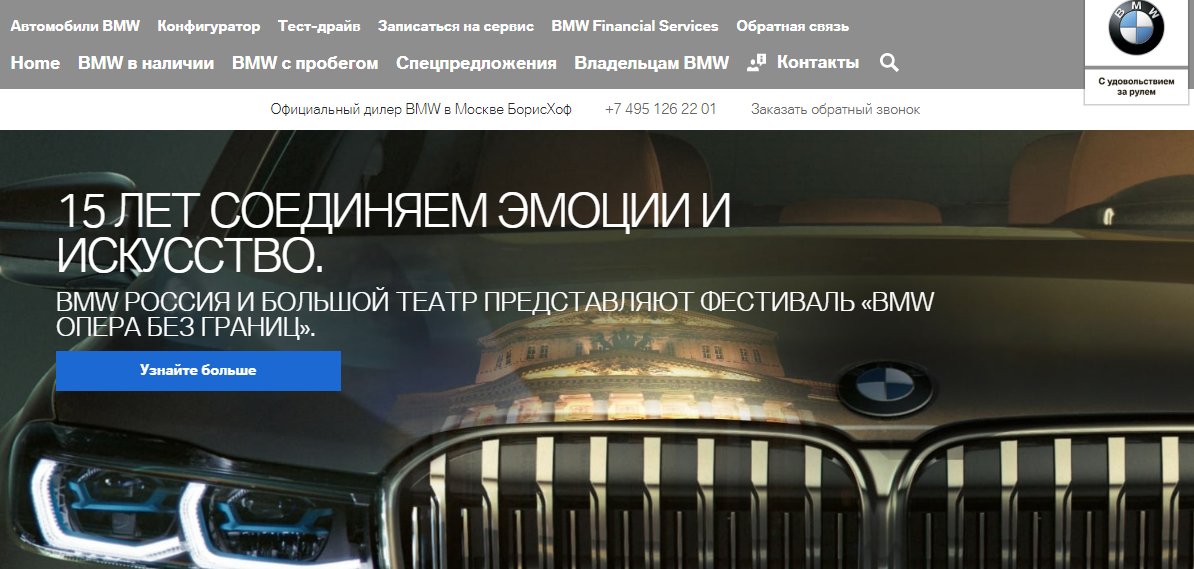 Автомобили BMW Конфигуратор Тест-драйв Записаться на сервис BMW Financial Services Обратная связь
Home BMW в наличии BMW с пробегом Спецпредложения Владельцам BMW Контакты
BMW
С удовольствием
за рулем
Официальный дилер BMW в Москве БорисХоф +7 495 126 22 01 Заказать обратный звонок
15 ЛЕТ СОЕДИНЯЕМ ЭМОЦИИ И
ИСКУССТВО.
BMW РОССИЯ И БОЛЬШОЙ ТЕАТР ПРЕДСТАВЛЯЮТ ФЕСТИВАЛЬ «BMW
ОПЕРА БЕЗ ГРАНИЦ».
Узнайте больше